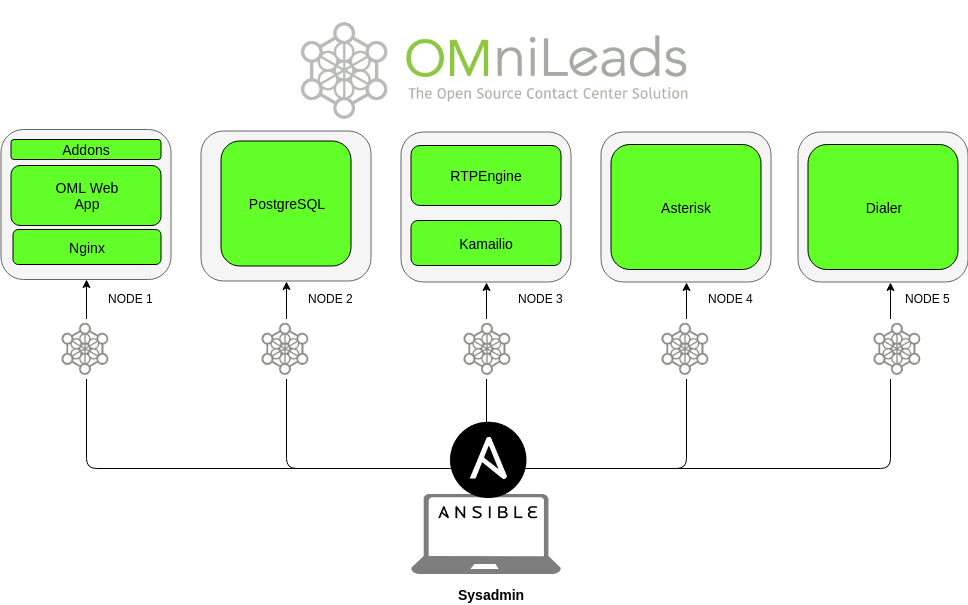 OMniLeads
The Open Source Contact Center Solution
Addons
OML Web
App
Nginx
PostgreSQL
RTPEngine
Kamailio
Asterisk
Dialer
NODE 1
NODE 2
NODE 3
NODE 4
NODE 5
ANSIBLE
Sysadmin